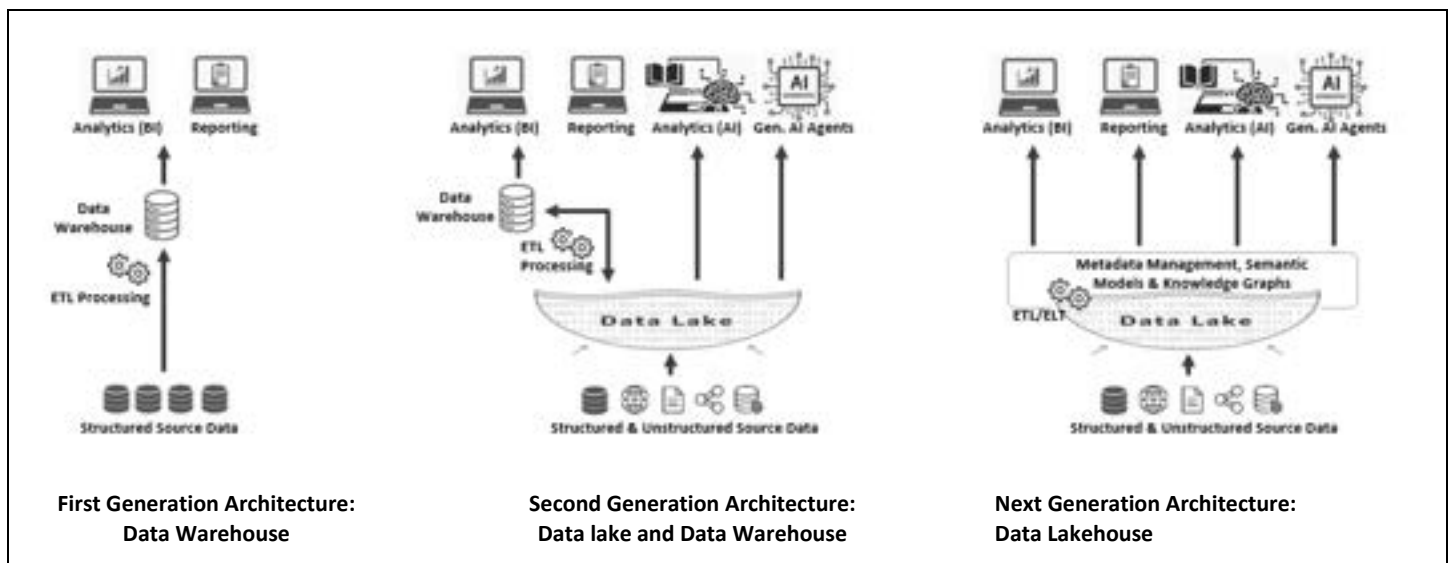 Analytics (BI)
Reporting
Data
Warehouse
ETL Processing
Structured Source Data
First Generation Architecture:
Data Warehouse
Analytics (BI)
Reporting
Analytics (AI)
Gen. AI Agents
AI
Data
Warehouse
ETL
Processing
Data Lake
Structured & Unstructured Source Data
Second Generation Architecture:
Data lake and Data Warehouse
Analytics (BI)
Reporting
Analytics (AI)
Gen. AI Agents
AI
Metadata Management, Semantic
Models & Knowledge Graphs
ETL/ELT
Data Lake
Structured & Unstructured Source Data
Next Generation Architecture:
Data Lakehouse